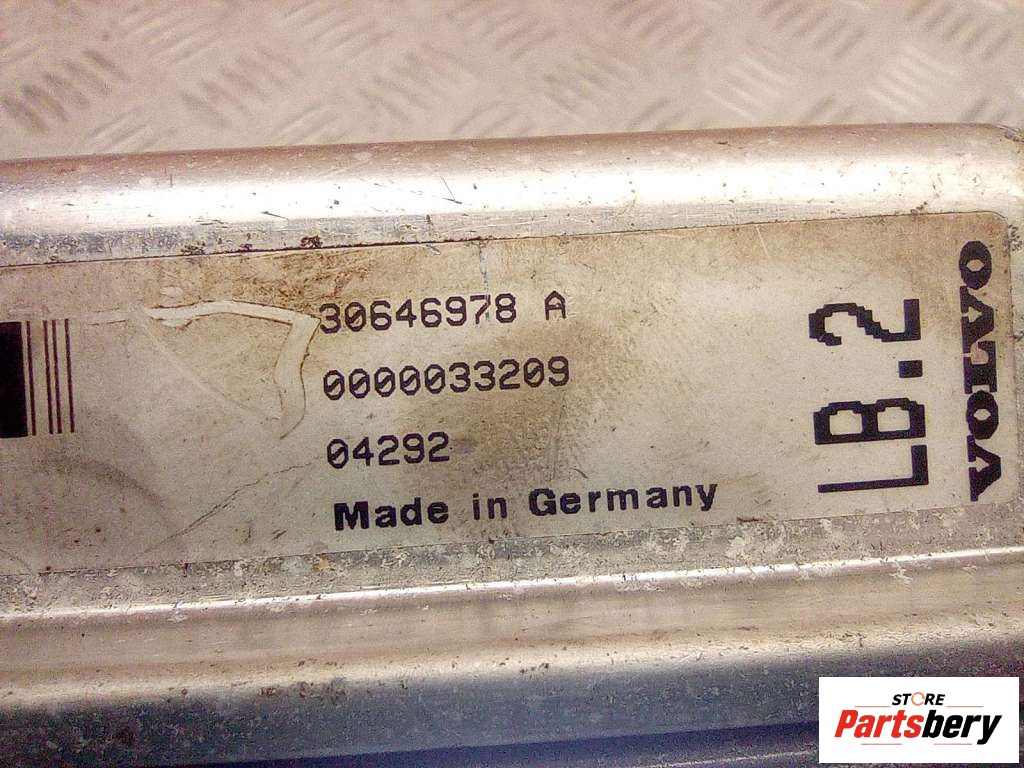 30646978 A
0000033209
04292
Made in Germany
LB.2
VOLVO
STORE
Partsbery